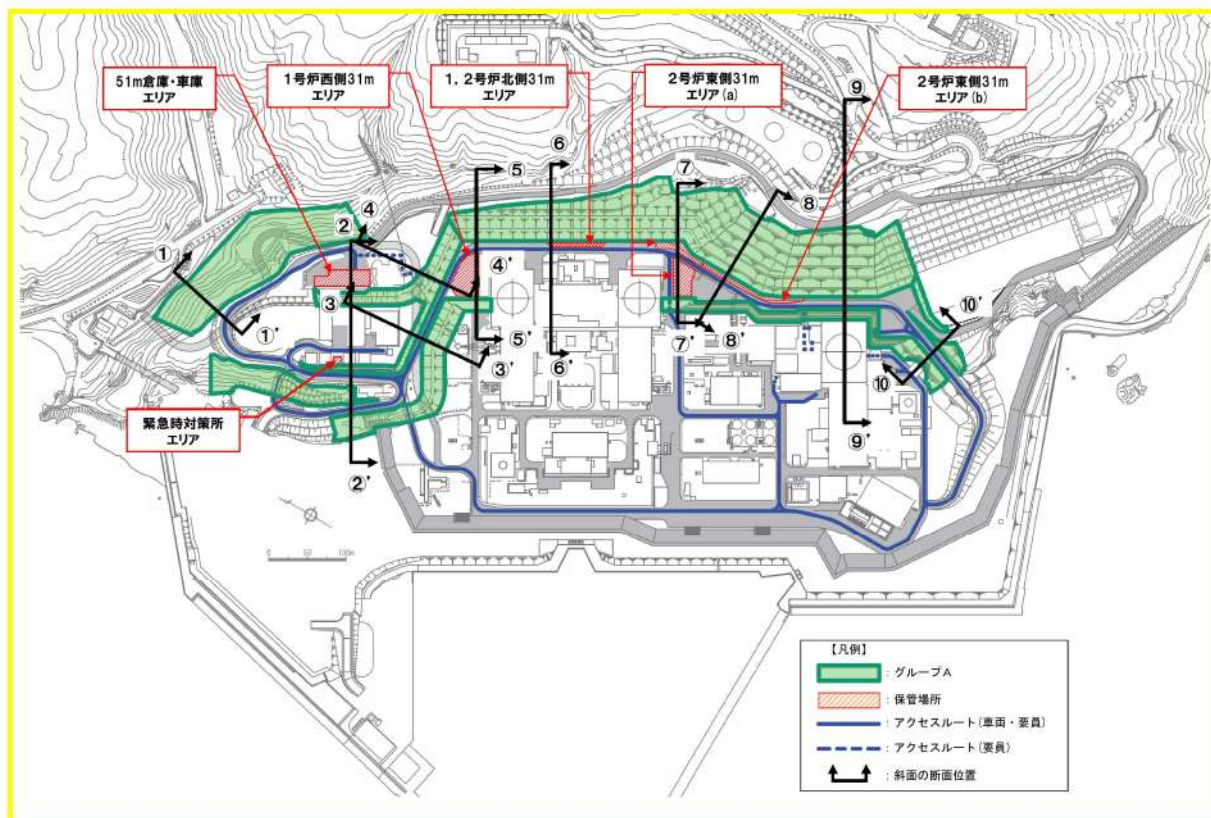 51m倉庫・車庫
エリア
1号炉西側31m
エリア
1,2号炉北側31m
エリア
2号炉東側31m
エリア(a)
2号炉東側31m
エリア(b)
⑨
⑥
⑤
⑦
⑧
④
②
①
④'
③
⑩'
①'
⑤'
⑦'
⑧'
③'
⑥'
⑩
緊急時対策所
エリア
⑨'
②'
0 50 100m
【凡例】
:グループA
:保管場所
:アクセスルート(車両・要員)
:アクセスルート(要員)
:斜面の断面位置